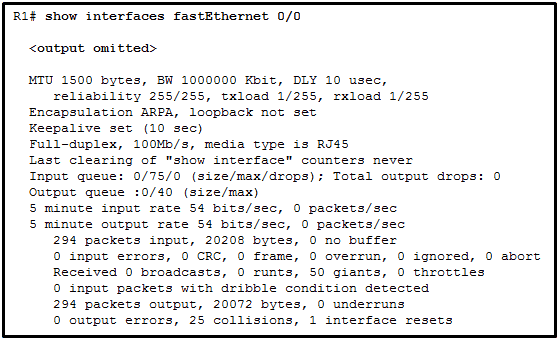 R1# show interfaces fastEthernet 0/0
<output omitted>
MTU 1500 bytes, BW 1000000 Kbit, DLY 10 usec,
reliability 255/255, txload 1/255, rxload 1/255
Encapsulation ARPA, loopback not set
Keepalive set (10 sec)
Full-duplex, 100Mb/s, media type is RJ45
Last clearing of "show interface" counters never
Input queue: 0/75/0 (size/max/drops); Total output drops: 0
Output queue :0/40 (size/max)
5 minute input rate 54 bits/sec, 0 packets/sec
5 minute output rate 54 bits/sec, 0 packets/sec
294 packets input, 20208 bytes, 0 no buffer
0 input errors, 0 CRC, 0 frame, 0 overrun, 0 ignored, 0 abort
Received 0 broadcasts, 0 runts, 50 giants, 0 throttles
0 input packets with dribble condition detected
294 packets output, 20072 bytes, 0 underruns
0 output errors, 25 collisions, 1 interface resets